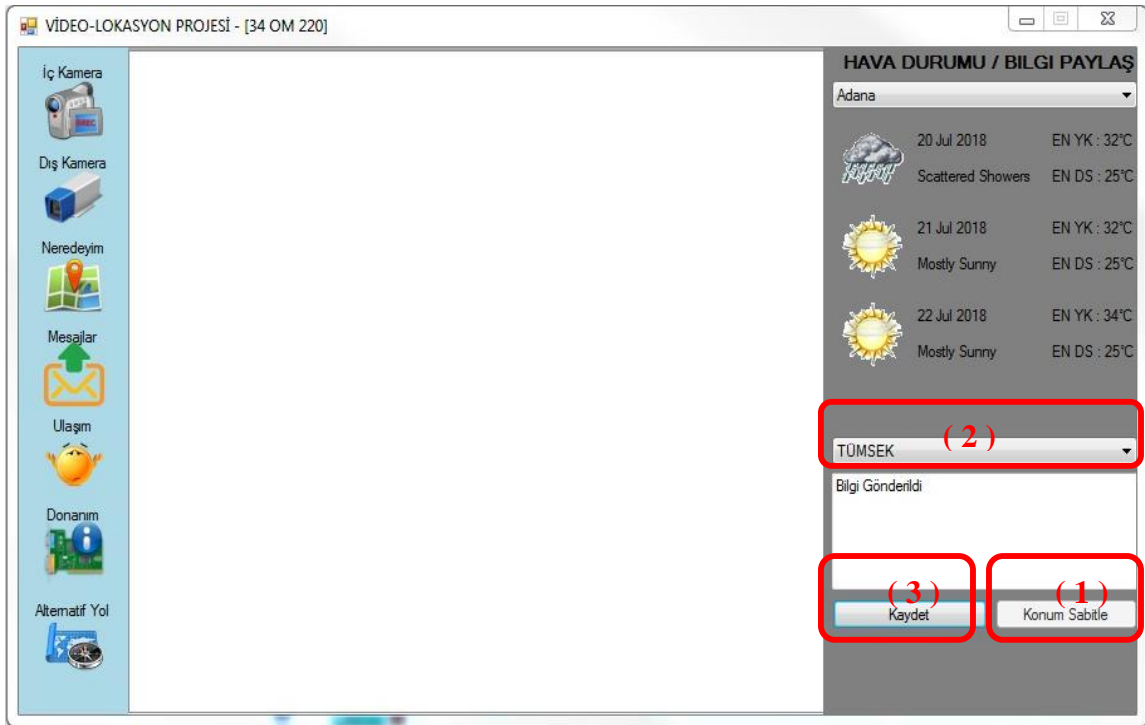 VİDEO-LOKASYON PROJESİ - [34 OM 220]
İç Kamera
Dış Kamera
Neredeyim
Mesajlar
Ulaşım
Donanım
Alternatif Yol
HAVA DURUMU / BILGI PAYLAŞ
Adana
20 Jul 2018 EN YK : 32°C
Scattered Showers EN DS : 25°C
21 Jul 2018 EN YK : 32°C
Mostly Sunny EN DS : 25°C
22 Jul 2018 EN YK : 34°C
Mostly Sunny EN DS : 25°C
( 2 )
TÜMSEK
Bilgi Gönderildi
( 3 ) ( 1 )
Kaydet Konum Sabitle